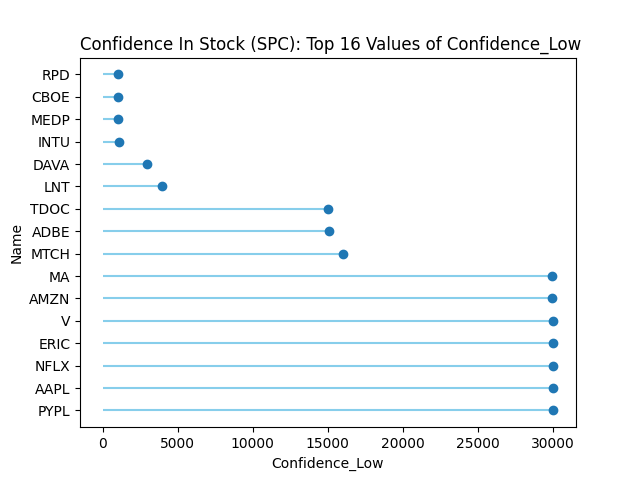 Confidence In Stock (SPC): Top 16 Values of Confidence_Low
RPD
CBOE
MEDP
INTU
DAVA
LNT
TDOC
ADBE
MTCH
MA
AMZN
V
ERIC
NFLX
AAPL
PYPL
Name
0 5000 10000 15000 20000 25000 30000
Confidence_Low